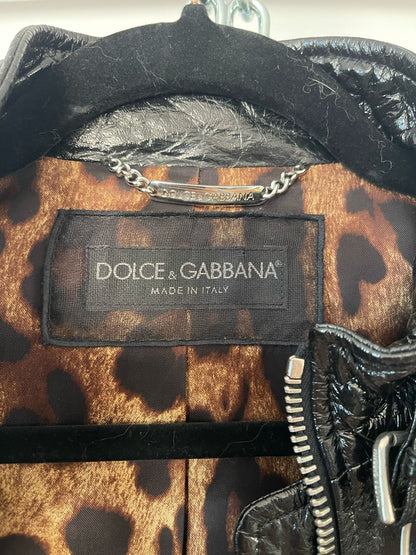 DOLCE & GABBANA
DOLCE & GABBANA®
MADE IN ITALY